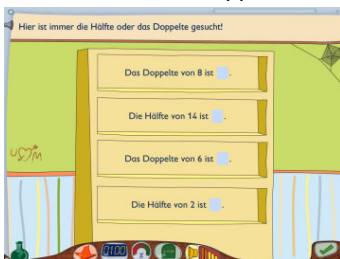 Hier ist immer die Hälfte oder das Doppelte gesucht!
Das Doppelte von 8 ist .
Die Hälfte von 14 ist .
Das Doppelte von 6 ist .
Die Hälfte von 2 ist .